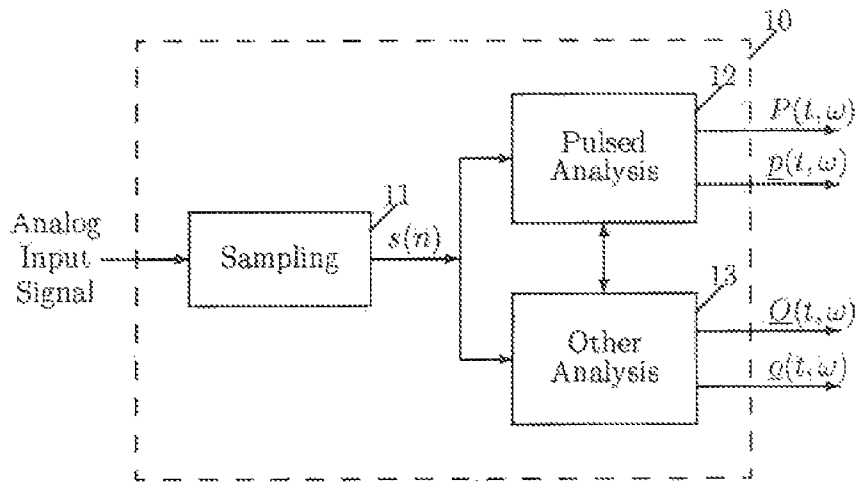 10
12
P(t, ω)
Pulsed
Analysis
p(t, ω)
11
Analog
Input
Signal
Sampling
s(n)
13
Other
Analysis
O(t, ω)
o(t, ω)